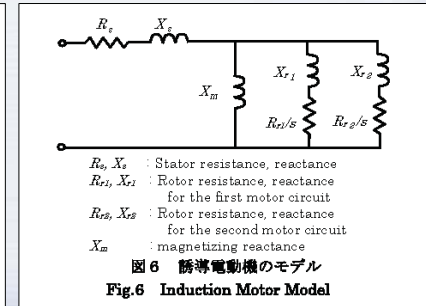 Rs Xs
Xm
Xr1
Xr2
Rr1/s
Rr2/s
Rs, Xs : Stator resistance, reactance
Rr1, Xr1 : Rotor resistance, reactance
for the first motor circuit
Rr2, Xr2 : Rotor resistance, reactance
for the second motor circuit
Xm : magnetizing reactance
図6 誘導電動機のモデル
Fig.6 Induction Motor Model